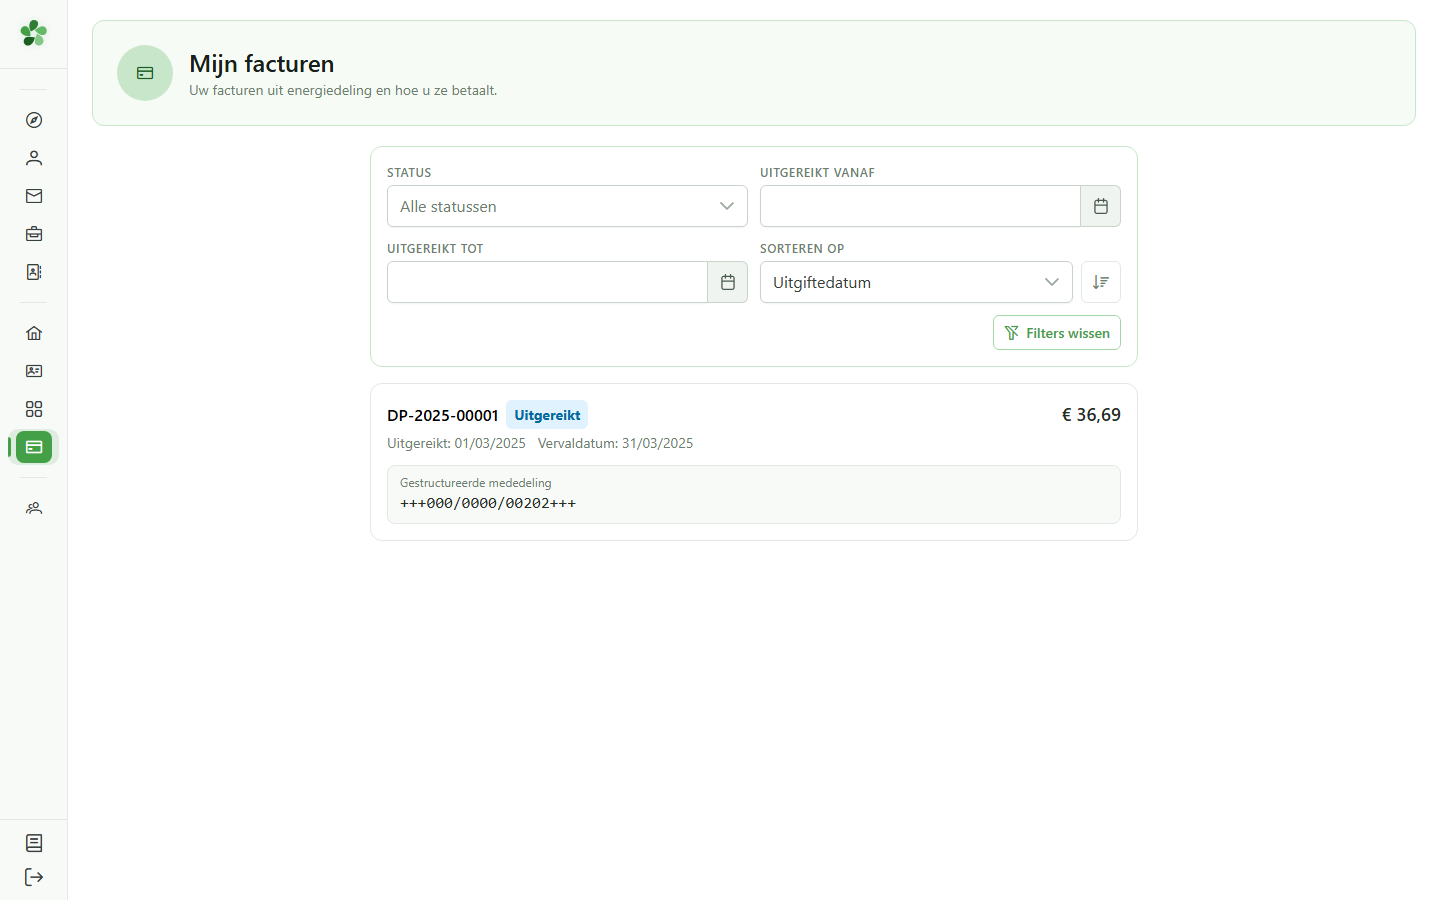 Mijn facturen
Uw facturen uit energiedeling en hoe u ze betaalt.
STATUS
Alle statussen
UITGEREIKT VANAF
UITGEREIKT TOT
SORTEREN OP
Uitgiftedatum
Filters wissen
DP-2025-00001 Uitgereikt € 36,69
Uitgereikt: 01/03/2025 Vervaldatum: 31/03/2025
Gestructureerde mededeling
+++000/0000/00202+++